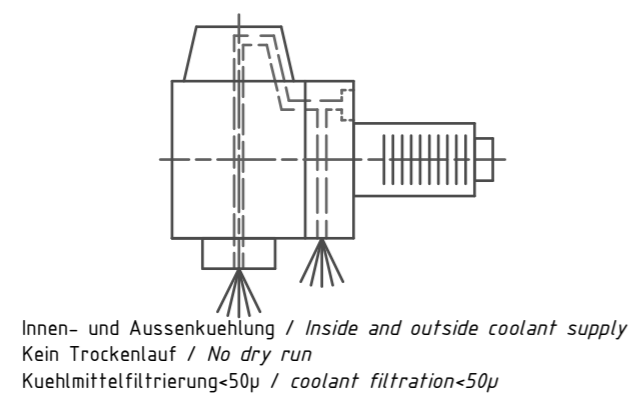 Innen- und Aussenkuehlung / Inside and outside coolant supply
Kein Trockenlauf / No dry run
Kuehlmittelfiltrierung<50µ / coolant filtration<50µ